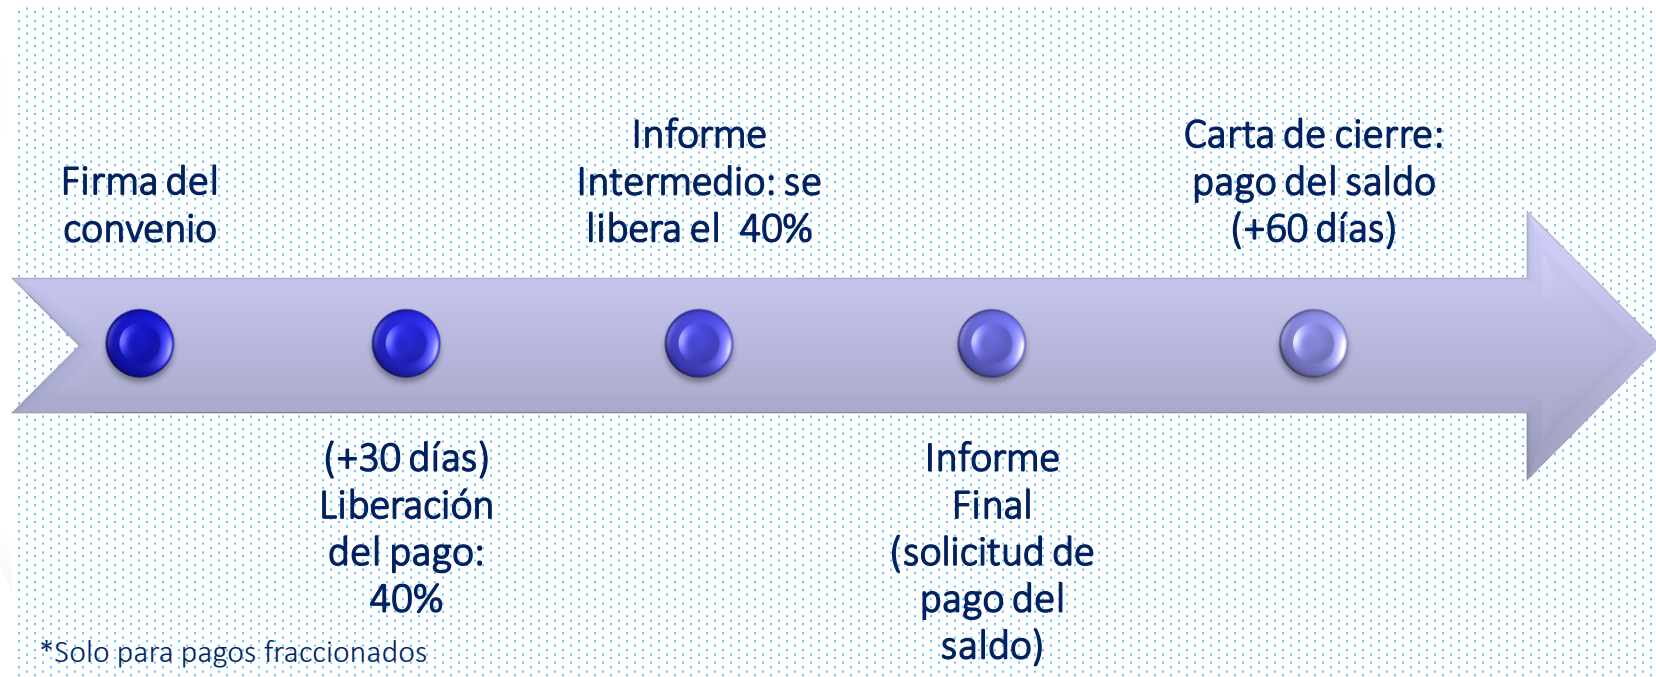 Firma del
convenio
(+30 días)
Liberación
del pago:
40%
Informe
Intermedio: se
libera el  40%
Informe
Final
(solicitud de
pago del
saldo)
Carta de cierre:
pago del saldo
(+60 días)
*Solo para pagos fraccionados